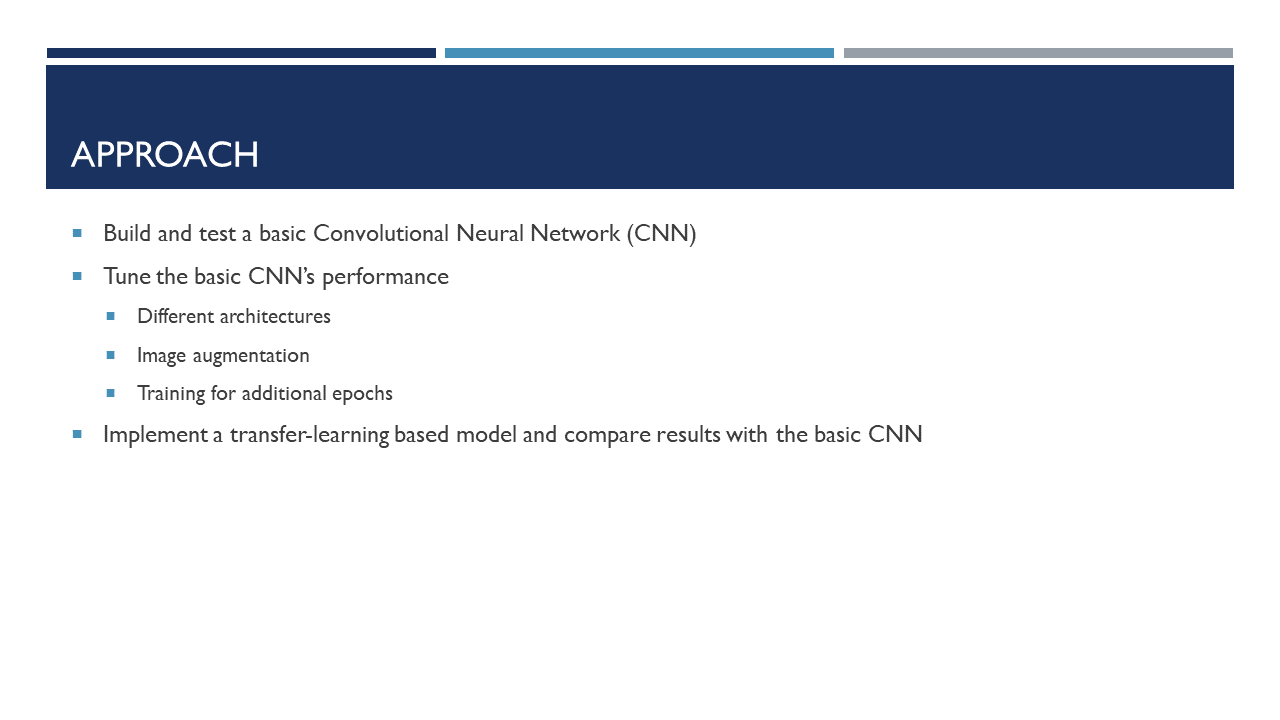 APPROACH
Build and test a basic Convolutional Neural Network (CNN)
Tune the basic CNN’s performance
Different architectures
Image augmentation
Training for additional epochs
Implement a transfer-learning based model and compare results with the basic CNN